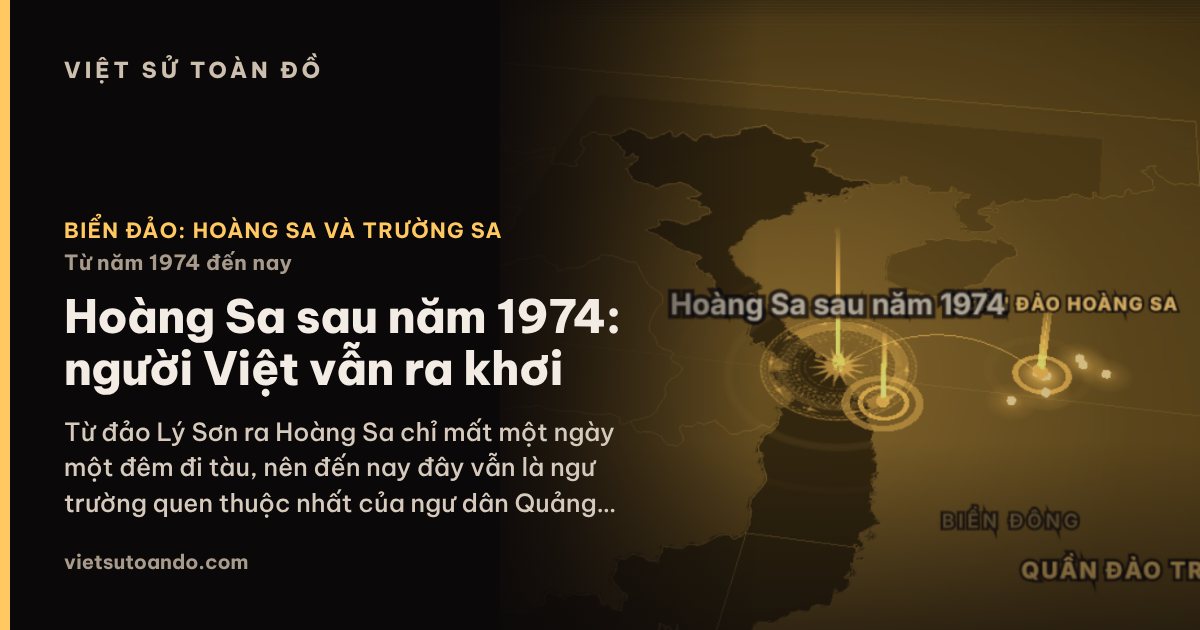 VIỆT SỬ TOÀN ĐỒ
BIỂN ĐẢO: HOÀNG SA VÀ TRƯỜNG SA
Từ năm 1974 đến nay
Hoàng Sa sau năm 1974:
người Việt vẫn ra khơi
Từ đảo Lý Sơn ra Hoàng Sa chỉ mất một ngày
một đêm đi tàu, nên đến nay đây vẫn là ngư
trường quen thuộc nhất của ngư dân Quảng...
vietsutoando.com
Hoàng Sa sau năm 1974
ĐẢO HOÀNG SA
BIỂN ĐÔNG
QUẦN ĐẢO TR